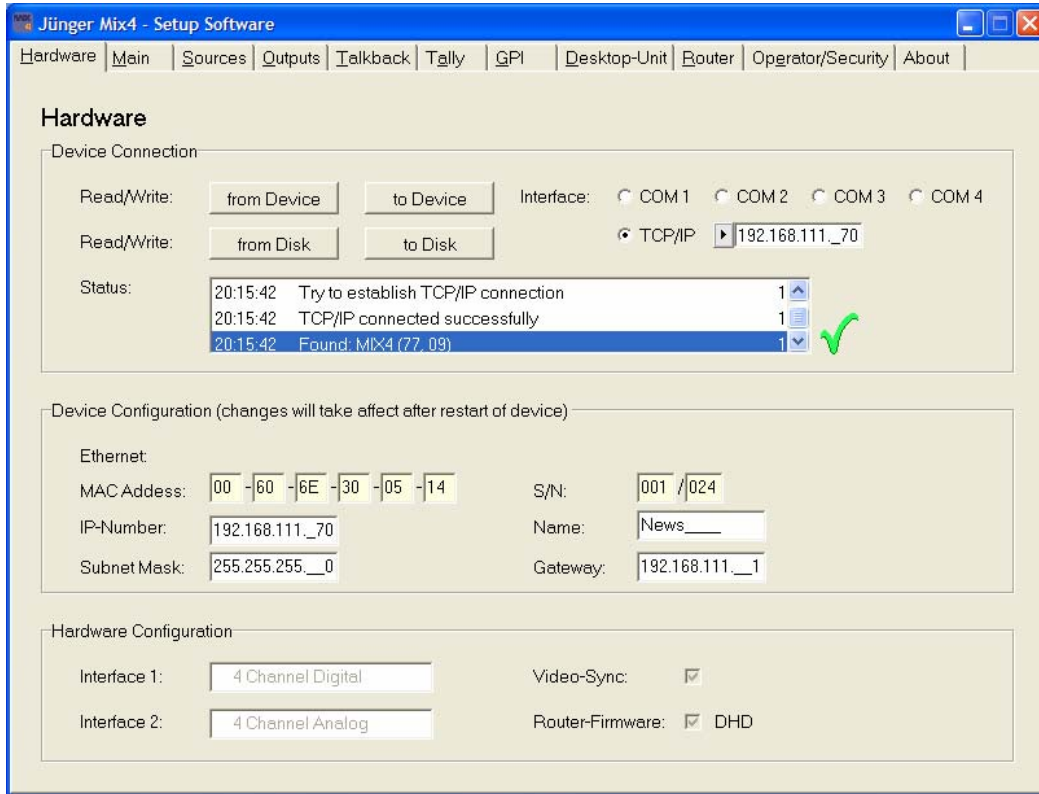 Jünger Mix4 - Setup Software
Hardware Main Sources Outputs Talkback Tally GPI Desktop-Unit Router Operator/Security About
Hardware
Device Connection
Read/Write: from Device to Device Interface: COM 1 COM 2 COM 3 COM 4
Read/Write: from Disk to Disk TCP/IP 192.168.111._70
Status:
20:15:42 Try to establish TCP/IP connection 1
20:15:42 TCP/IP connected successfully 1
20:15:42 Found: MIX4 (77, 09) 1
Device Configuration (changes will take affect after restart of device)
Ethernet:
MAC Addess: 00 -60 -6E -30 -05 -14 S/N: 001 /024
IP-Number: 192.168.111._70 Name: News____
Subnet Mask: 255.255.255.__0 Gateway: 192.168.111.__1
Hardware Configuration
Interface 1: 4 Channel Digital Video-Sync:
Interface 2: 4 Channel Analog Router-Firmware: DHD